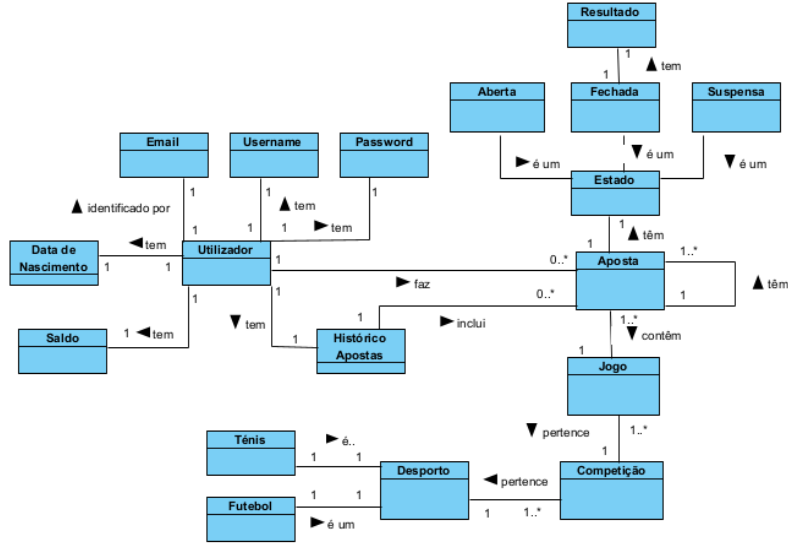 Resultado
1
1
tem
Aberta
Fechada
Suspensa
é um
é um
é um
Estado
Email
Username
Password
1
1
1
identificado por
tem
tem
1
1
1
1
têm
1
Data de
Nascimento
tem
1
Utilizador
1
faz
0..*
Aposta
1..*
1
têm
1
1
tem
inclui
0..*
1
1..*
contêm
Saldo
1
tem
1
Histórico
Apostas
1
Jogo
pertence
1..*
1
Ténis
é..
1
1
Desporto
pertence
Competição
Futebol
1
1
é um
1
1..*